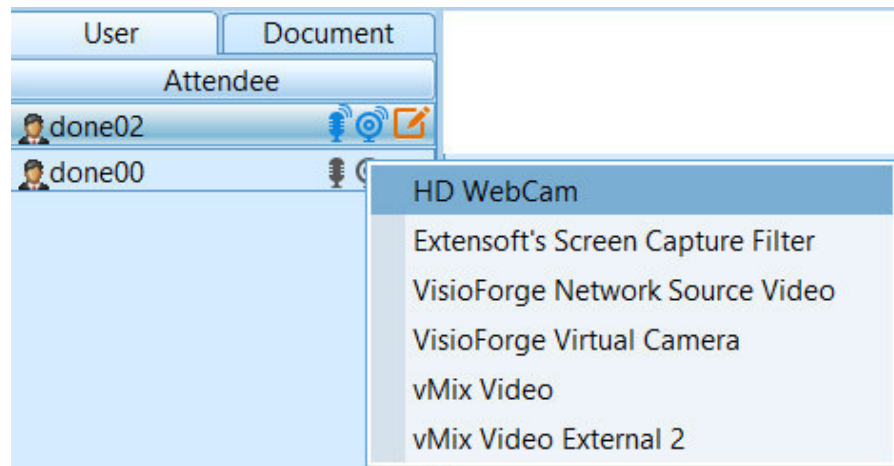 User Document
Attendee
done02
done00
HD WebCam
Extensoft's Screen Capture Filter
VisioForge Network Source Video
VisioForge Virtual Camera
vMix Video
vMix Video External 2